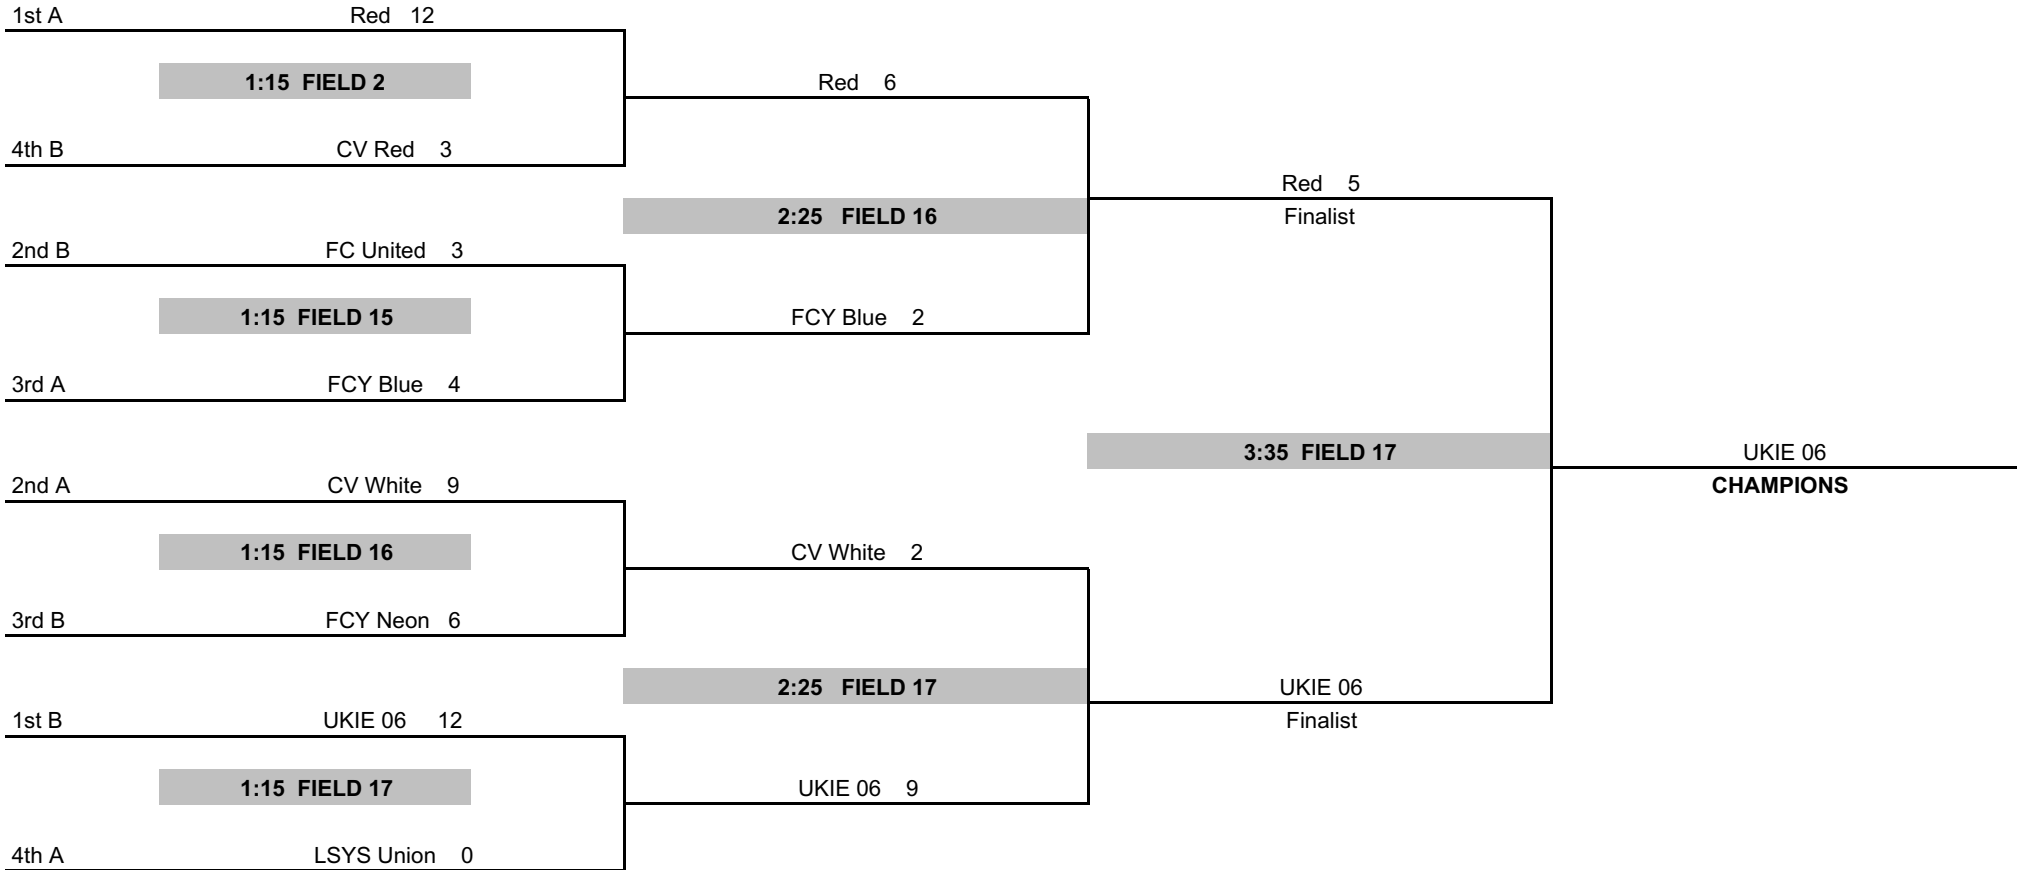 1st A Red 12
1:15 FIELD 2
Red 6
4th B CV Red 3
Red 5
2:25 FIELD 16
Finalist
2nd B FC United 3
1:15 FIELD 15
FCY Blue 2
3rd A FCY Blue 4
3:35 FIELD 17
UKIE 06
2nd A CV White 9
CHAMPIONS
1:15 FIELD 16
CV White 2
3rd B FCY Neon 6
2:25 FIELD 17
UKIE 06
1st B UKIE 06 12
Finalist
1:15 FIELD 17
UKIE 06 9
4th A LSYS Union 0